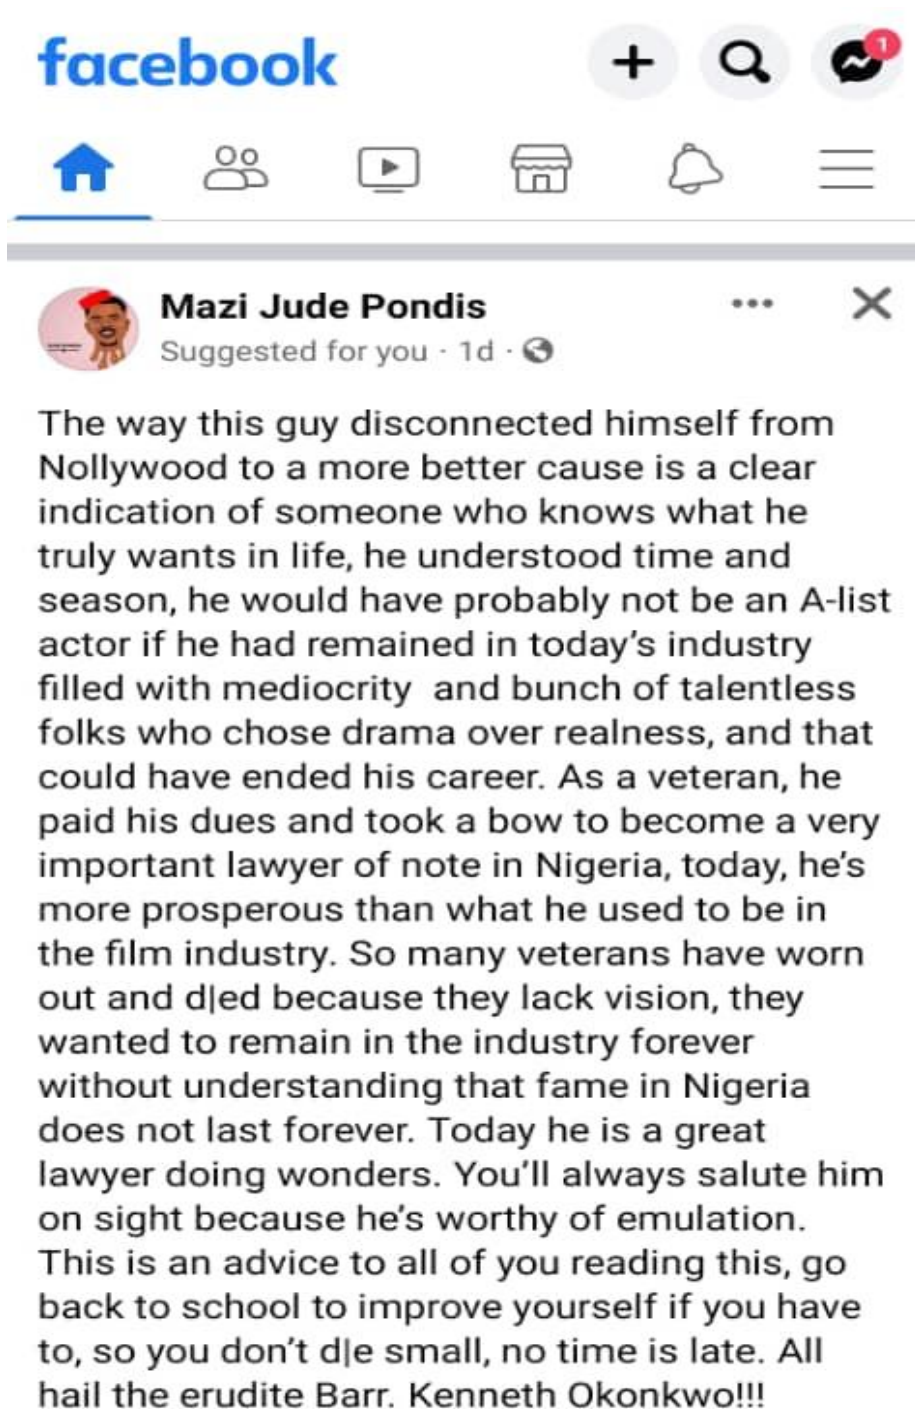 facebook
1
Mazi Jude Pondis
Suggested for you · 1d ·
The way this guy disconnected himself from
Nollywood to a more better cause is a clear
indication of someone who knows what he
truly wants in life, he understood time and
season, he would have probably not be an A-list
actor if he had remained in today's industry
filled with mediocrity  and bunch of talentless
folks who chose drama over realness, and that
could have ended his career. As a veteran, he
paid his dues and took a bow to become a very
important lawyer of note in Nigeria, today, he's
more prosperous than what he used to be in
the film industry. So many veterans have worn
out and d|ed because they lack vision, they
wanted to remain in the industry forever
without understanding that fame in Nigeria
does not last forever. Today he is a great
lawyer doing wonders. You'll always salute him
on sight because he's worthy of emulation.
This is an advice to all of you reading this, go
back to school to improve yourself if you have
to, so you don't d|e small, no time is late. All
hail the erudite Barr. Kenneth Okonkwo!!!